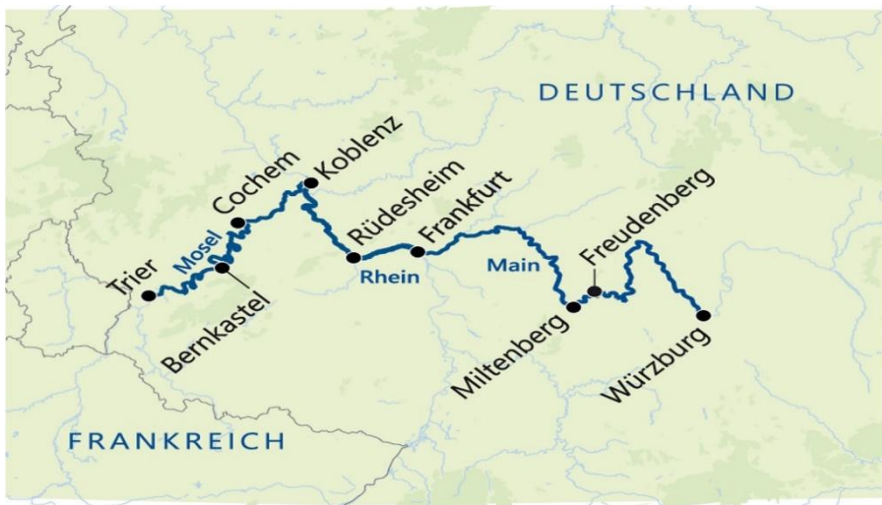 DEUTSCHLAND
Koblenz
Cochem
Rüdesheim
Frankfurt
Freudenberg
Mosel
Trier
Rhein
Main
Bernkastel
Miltenberg
Würzburg
FRANKREICH